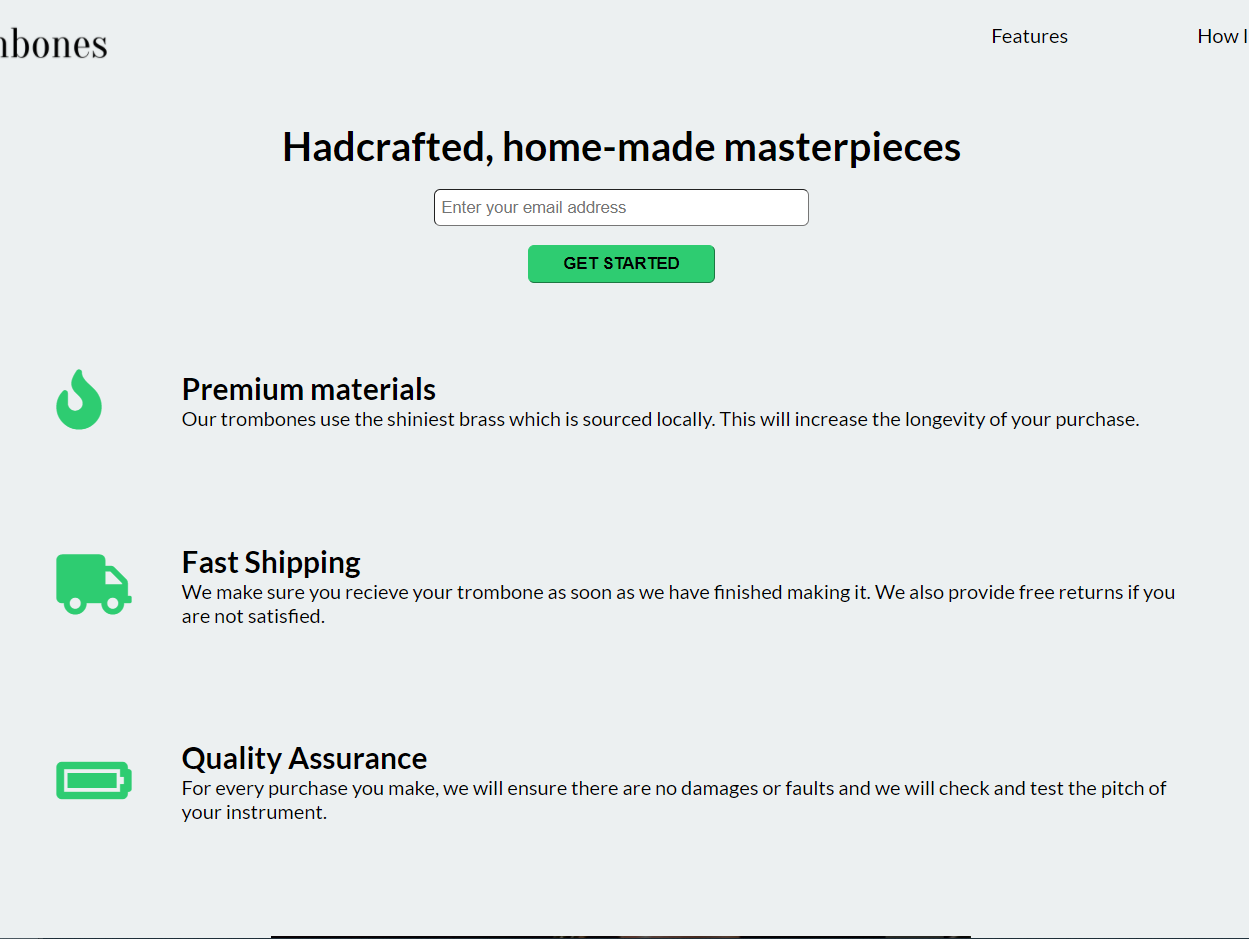 mbones
Features
How I
Hadcrafted, home-made masterpieces
Enter your email address
GET STARTED
Premium materials
Our trombones use the shiniest brass which is sourced locally. This will increase the longevity of your purchase.
Fast Shipping
We make sure you recieve your trombone as soon as we have finished making it. We also provide free returns if you
are not satisfied.
Quality Assurance
For every purchase you make, we will ensure there are no damages or faults and we will check and test the pitch of
your instrument.